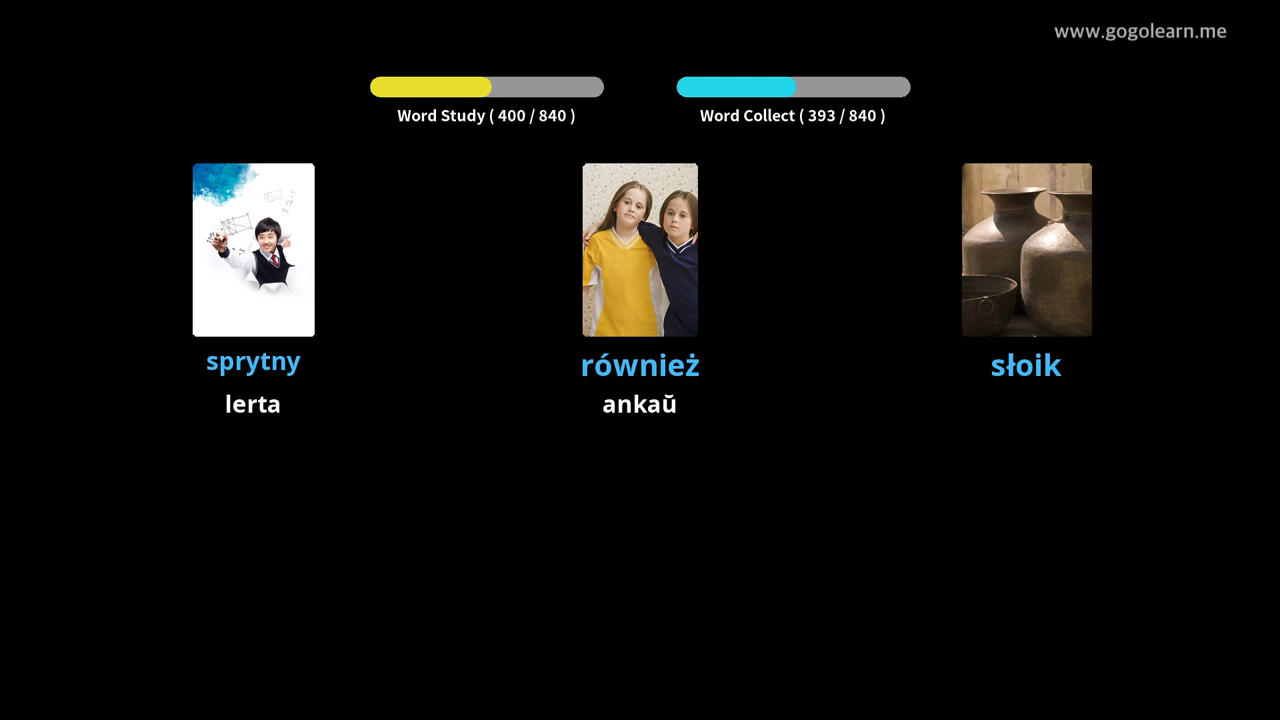 www.gogolearn.me
Word Study ( 400 / 840 )
Word Collect ( 393 / 840 )
sprytny
również
słoik
lerta
ankaŭ